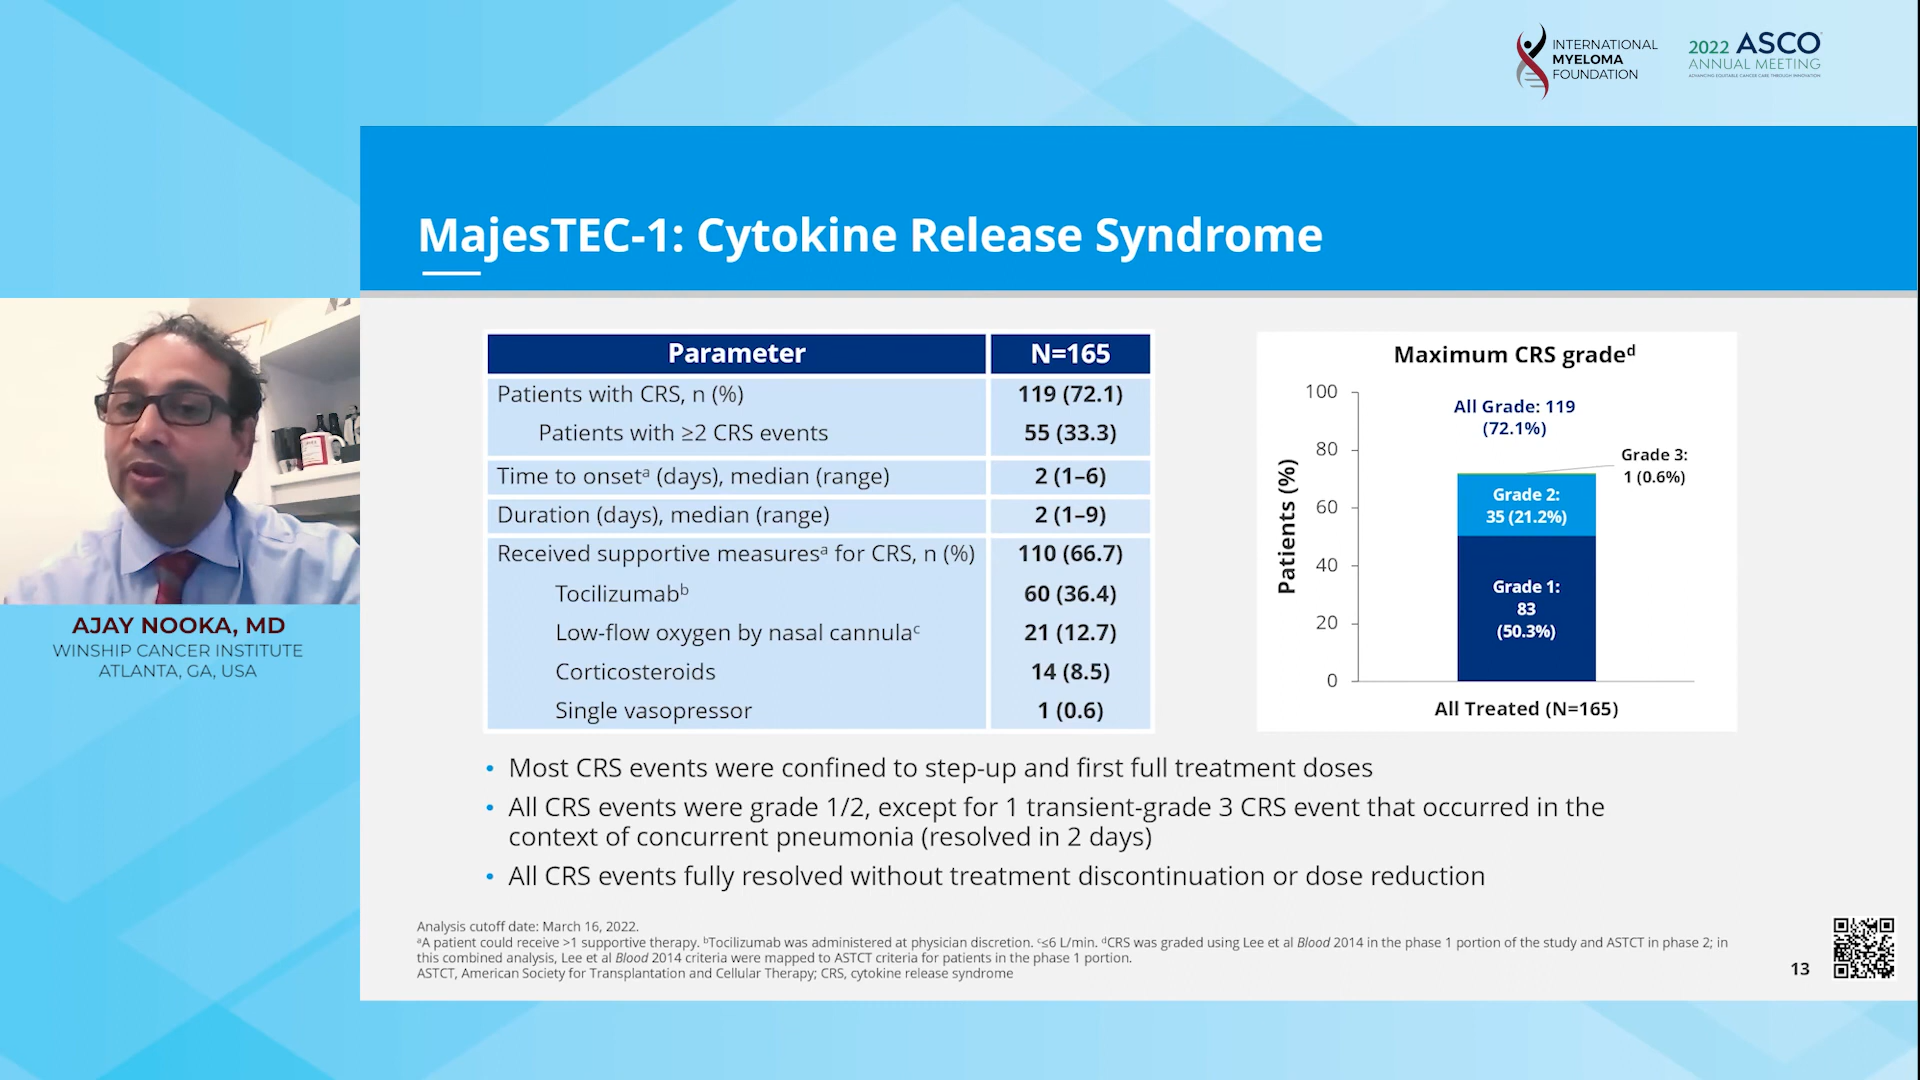 INTERNATIONAL
MYELOMA
FOUNDATION
2022 ASCO
ANNUAL MEETING
ADVANCING EQUITABLE CANCER CARE THROUGH INNOVATION
MajesTEC-1: Cytokine Release Syndrome
AJAY NOOKA, MD
WINSHIP CANCER INSTITUTE
ATLANTA, GA, USA
Parameter N=165
Patients with CRS, n (%) 119 (72.1)
Patients with ≥2 CRS events 55 (33.3)
Time to onsetᵃ (days), median (range) 2 (1–6)
Duration (days), median (range) 2 (1–9)
Received supportive measuresᵃ for CRS, n (%) 110 (66.7)
Tocilizumabᵇ 60 (36.4)
Low-flow oxygen by nasal cannulaᶜ 21 (12.7)
Corticosteroids 14 (8.5)
Single vasopressor 1 (0.6)
Maximum CRS gradeᵈ
Patients (%)
100
80
60
40
20
0
All Grade: 119
(72.1%)
Grade 3:
1 (0.6%)
Grade 2:
35 (21.2%)
Grade 1:
83
(50.3%)
All Treated (N=165)
• Most CRS events were confined to step-up and first full treatment doses
• All CRS events were grade 1/2, except for 1 transient-grade 3 CRS event that occurred in the
context of concurrent pneumonia (resolved in 2 days)
• All CRS events fully resolved without treatment discontinuation or dose reduction
Analysis cutoff date: March 16, 2022.
ᵃA patient could receive >1 supportive therapy. ᵇTocilizumab was administered at physician discretion. ᶜ≤6 L/min. ᵈCRS was graded using Lee et al Blood 2014 in the phase 1 portion of the study and ASTCT in phase 2; in
this combined analysis, Lee et al Blood 2014 criteria were mapped to ASTCT criteria for patients in the phase 1 portion.
ASTCT, American Society for Transplantation and Cellular Therapy; CRS, cytokine release syndrome
13